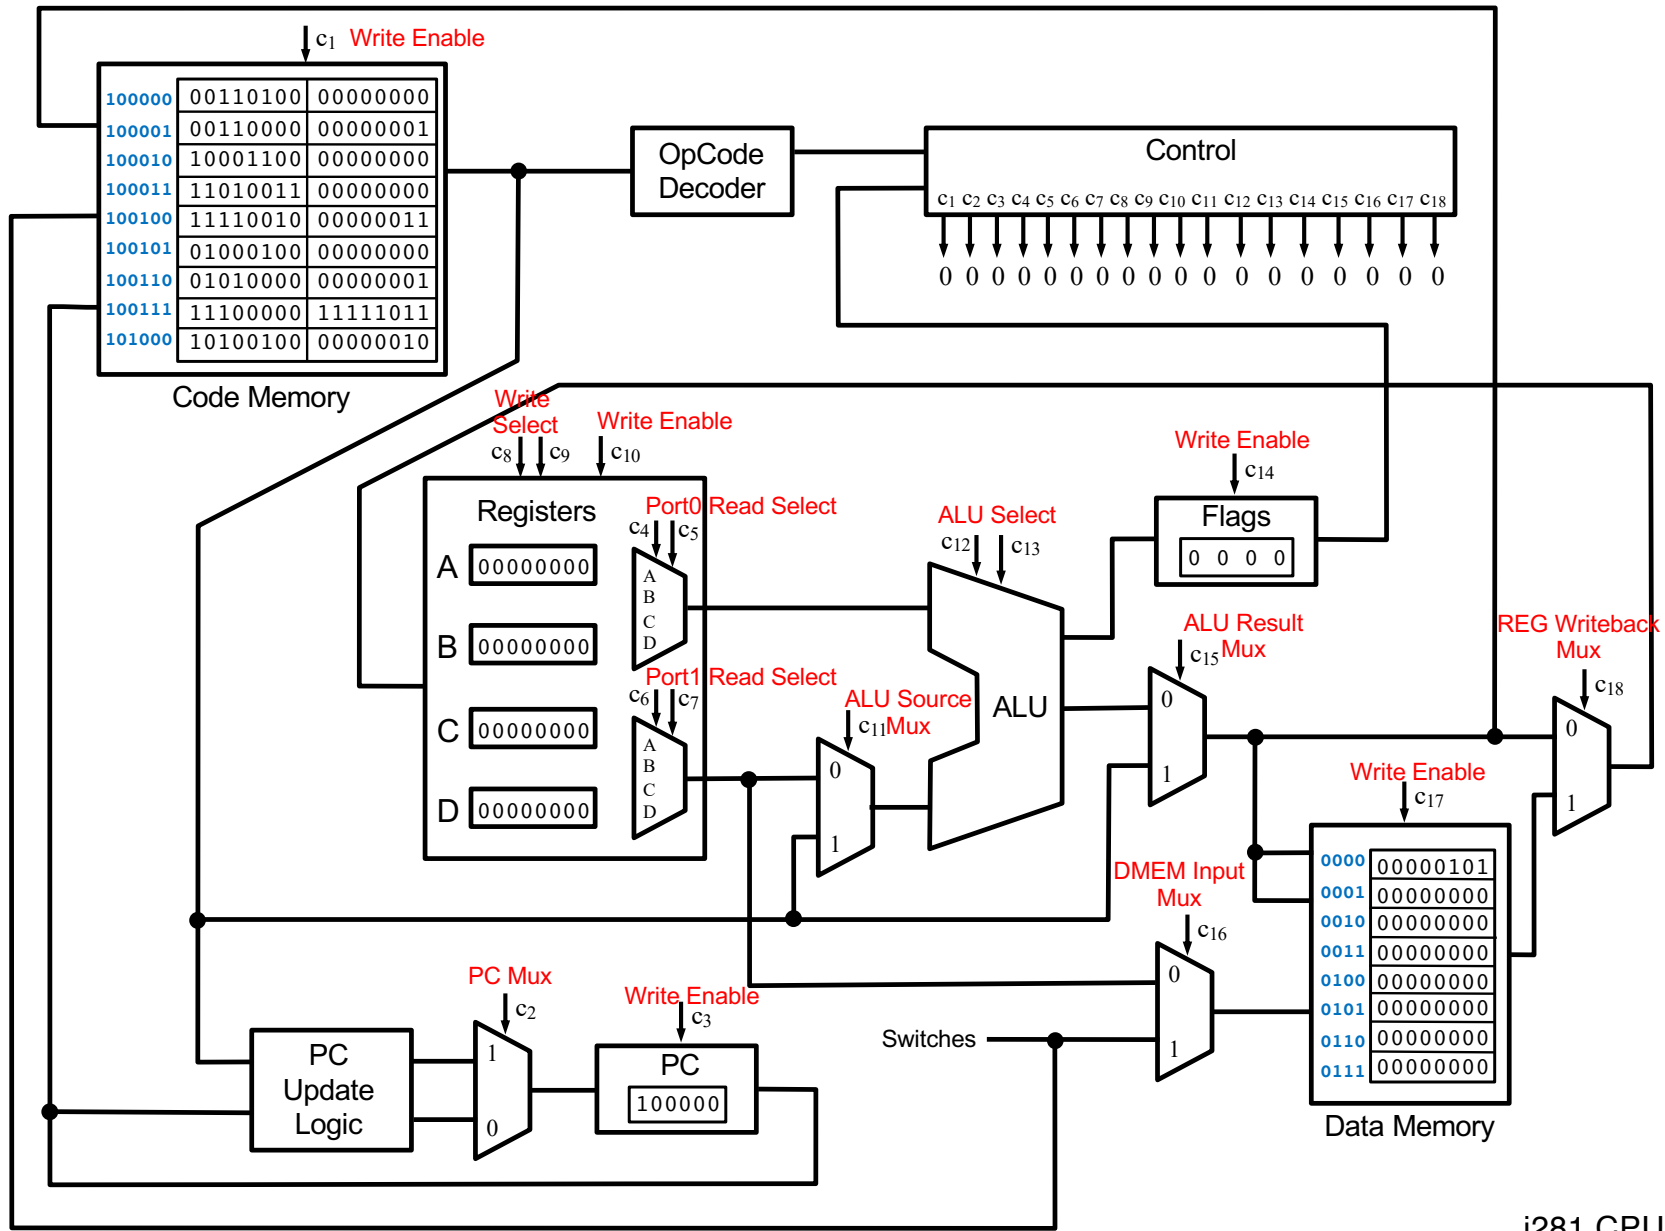 c1 Write Enable
100000 00110100 00000000
100001 00110000 00000001
100010 10001100 00000000
100011 11010011 00000000
100100 11110010 00000011
100101 01000100 00000000
100110 01010000 00000001
100111 11100000 11111011
101000 10100100 00000010
Code Memory
OpCode
Decoder
Control
c1 c2 c3 c4 c5 c6 c7 c8 c9 c10 c11 c12 c13 c14 c15 c16 c17 c18
0 0 0 0 0 0 0 0 0 0 0 0 0 0 0 0 0 0
Write
Select
c8 c9
Write Enable
c10
Registers
A 00000000
B 00000000
C 00000000
D 00000000
Port0 Read Select
c4 c5
A
B
C
D
Port1 Read Select
c6 c7
A
B
C
D
ALU Source
Mux
c11
0
1
ALU Select
c12 c13
ALU
Write Enable
c14
Flags
0 0 0 0
ALU Result
Mux
c15
0
1
REG Writeback
Mux
c18
0
1
DMEM Input
Mux
c16
0
1
Switches
Write Enable
c17
0000 00000101
0001 00000000
0010 00000000
0011 00000000
0100 00000000
0101 00000000
0110 00000000
0111 00000000
Data Memory
PC
Update
Logic
PC Mux
c2
1
0
Write Enable
c3
PC
100000
i281 CPU